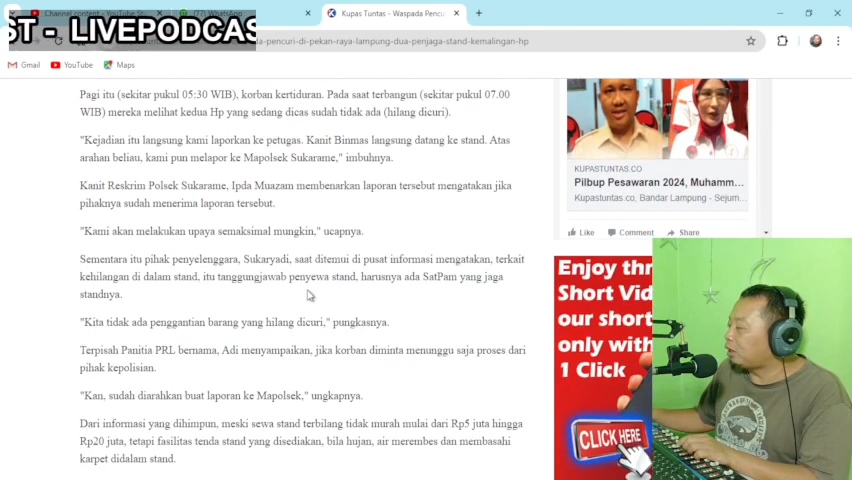 Channel content - YouTube St
(77) WhatsApp
Kupas Tuntas - Waspada Pencu
ST - LIVEPODCAS
da-pencuri-di-pekan-raya-lampung-dua-penjaga-stand-kemalingan-hp
Gmail
YouTube
Maps
Pagi itu (sekitar pukul 05:30 WIB), korban kertiduran. Pada saat terbangun (sekitar pukul 07.00
WIB) mereka melihat kedua Hp yang sedang dicas sudah tidak ada (hilang dicuri).
"Kejadian itu langsung kami laporkan ke petugas. Kanit Binmas langsung datang ke stand. Atas
arahan beliau, kami pun melapor ke Mapolsek Sukarame," imbuhnya.
Kanit Reskrim Polsek Sukarame, Ipda Muazam membenarkan laporan tersebut mengatakan jika
pihaknya sudah menerima laporan tersebut.
"Kami akan melakukan upaya semaksimal mungkin," ucapnya.
Sementara itu pihak penyelenggara, Sukaryadi, saat ditemui di pusat informasi mengatakan, terkait
kehilangan di dalam stand, itu tanggungjawab penyewa stand, harusnya ada SatPam yang jaga
standnya.
"Kita tidak ada penggantian barang yang hilang dicuri," pungkasnya.
Terpisah Panitia PRL bernama, Adi menyampaikan, jika korban diminta menunggu saja proses dari
pihak kepolisian.
"Kan, sudah diarahkan buat laporan ke Mapolsek," ungkapnya.
Dari informasi yang dihimpun, meski sewa stand terbilang tidak murah mulai dari Rp5 juta hingga
Rp20 juta, tetapi fasilitas tenda stand yang disediakan, bila hujan, air merembes dan membasahi
karpet didalam stand.
KUPASTUNTAS.CO
Pilbup Pesawaran 2024, Muhamm...
Kupastuntas.co, Bandar Lampung - Sejum...
Like
Comment
Share
Enjoy thr
Short Vid
our short
only with
1 Click
CLICK HERE